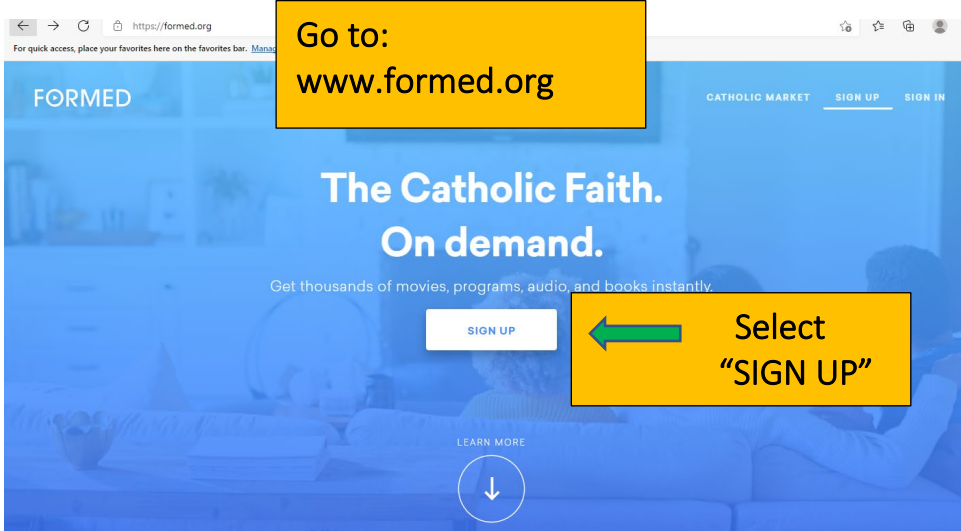 https://formed.org
For quick access, place your favorites here on the favorites bar. Manag
Go to:
www.formed.org
FORMED
CATHOLIC MARKET SIGN UP SIGN IN
The Catholic Faith.
On demand.
Get thousands of movies, programs, audio, and books instantly.
SIGN UP
Select
“SIGN UP”
LEARN MORE